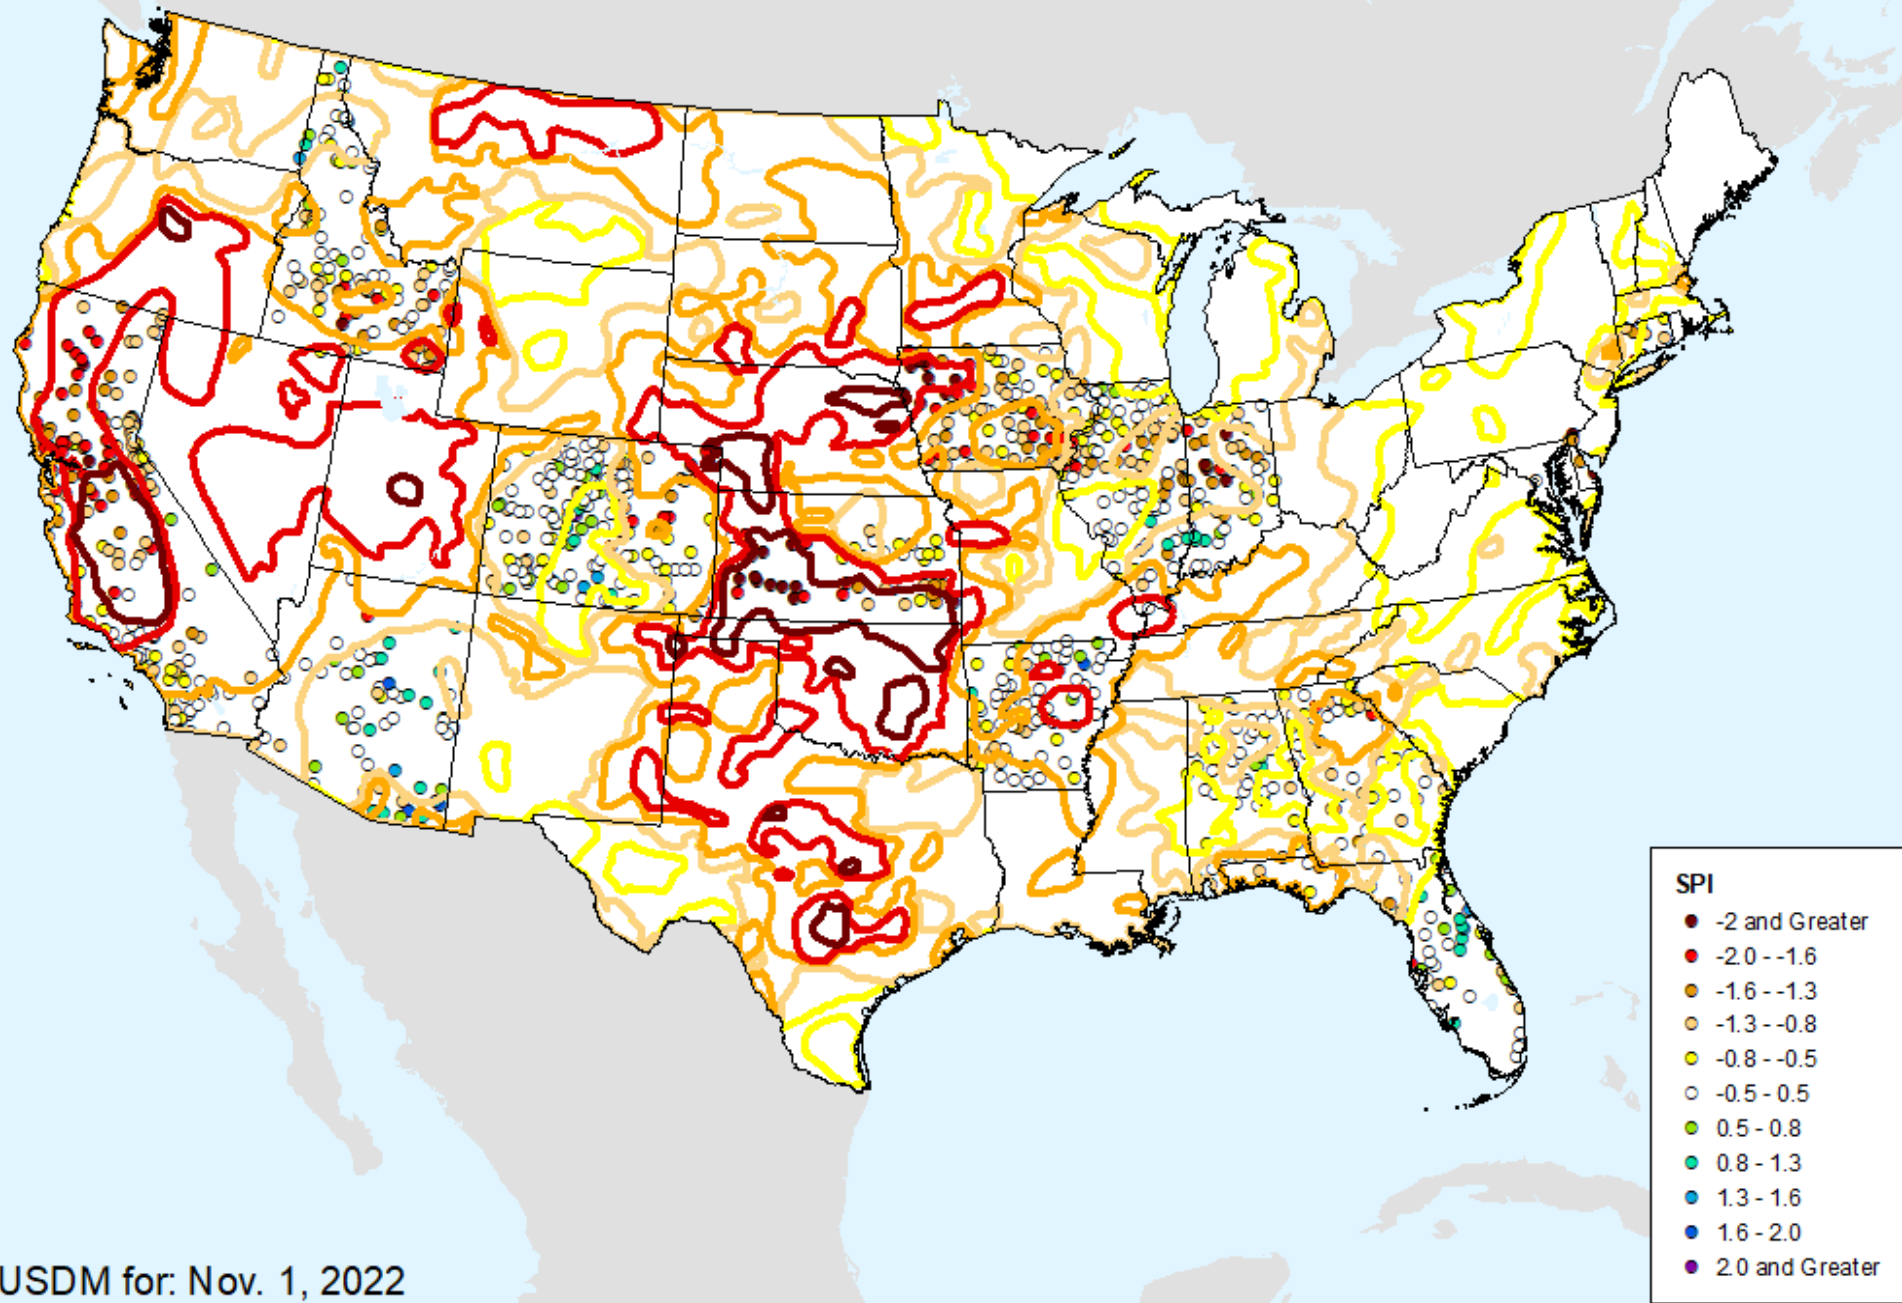 SPI
-2 and Greater
-2.0 - -1.6
-1.6 - -1.3
-1.3 - -0.8
-0.8 - -0.5
-0.5 - 0.5
0.5 - 0.8
0.8 - 1.3
1.3 - 1.6
1.6 - 2.0
2.0 and Greater
USDM for: Nov. 1, 2022